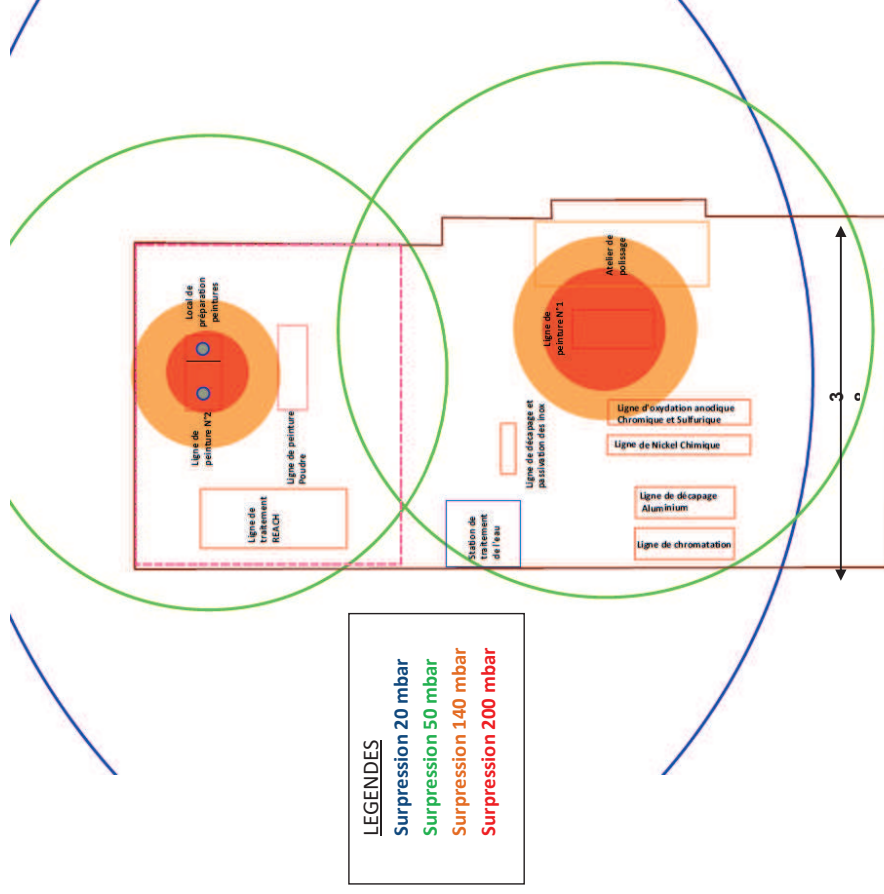 Local de
préparation
peintures
Ligne de
peinture N°2
Ligne de peinture
Poudre
Ligne de
traitement
REACH
Atelier de
polissage
Ligne de
peinture N°1
Ligne de décapage et
passivation des inox
Ligne d'oxydation anodique
Chromique et Sulfurique
Ligne de Nickel Chimique
Station de
traitement
de l'eau
Ligne de décapage
Aluminium
Ligne de chromatation
3
LEGENDES
Surpression 20 mbar
Surpression 50 mbar
Surpression 140 mbar
Surpression 200 mbar